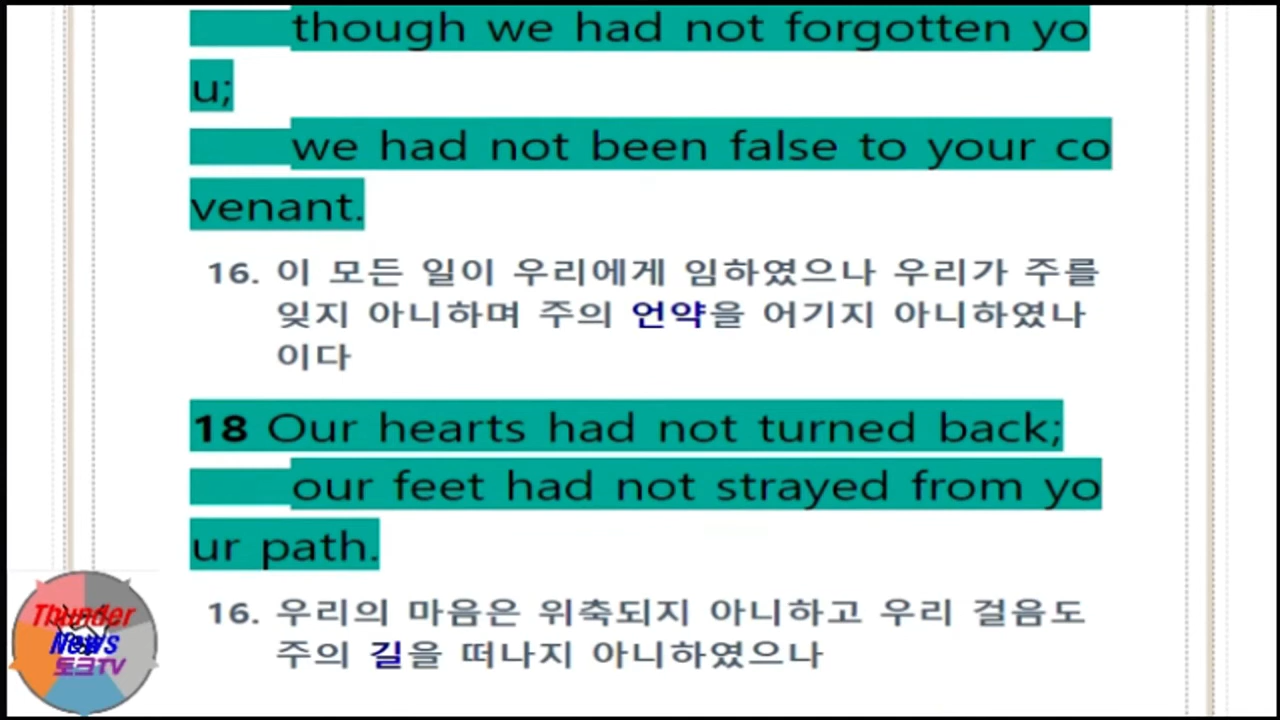 though we had not forgotten yo
u;
we had not been false to your co
venant.
16. 이 모든 일이 우리에게 임하였으나 우리가 주를
잊지 아니하며 주의 언약을 어기지 아니하였나
이다
18 Our hearts had not turned back;
our feet had not strayed from yo
ur path.
16. 우리의 마음은 위축되지 아니하고 우리 걸음도
주의 길을 떠나지 아니하였으나
Thunder
News
토크TV